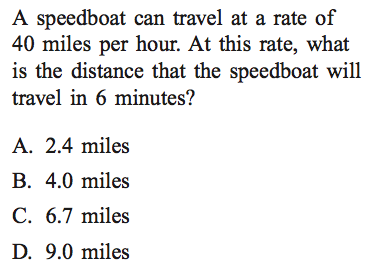 A speedboat can travel at a rate of
40 miles per hour. At this rate, what
is the distance that the speedboat will
travel in 6 minutes?
A. 2.4 miles
B. 4.0 miles
C. 6.7 miles
D. 9.0 miles